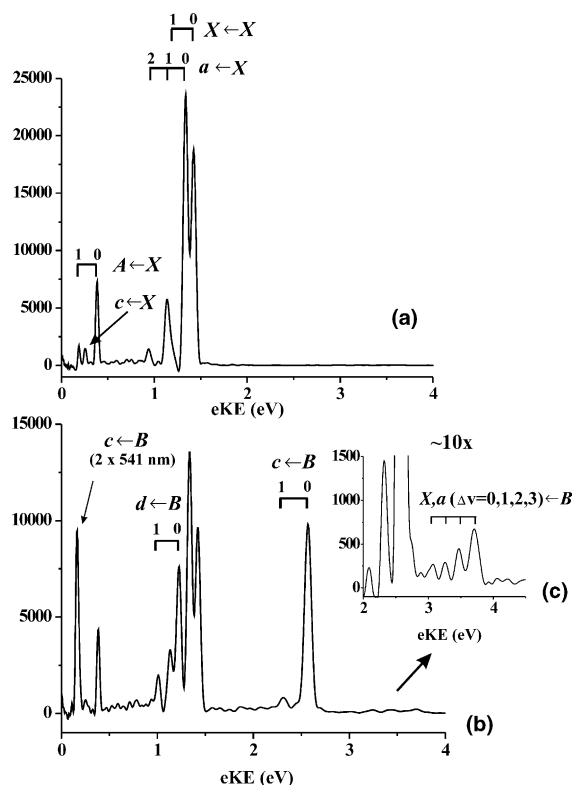 1 0 X←X
2 1 0 a←X
25000
20000
15000
10000
5000
0
1 0 A←X
c←X
(a)
0 1 2 3 4
eKE (eV)
15000
10000
5000
0
c←B
(2 x 541 nm)
d←B
1 0
c←B
1 0
~10x
1500
1000
500
0
X,a (Δv=0,1,2,3)←B
2 3 4
eKE (eV)
(c)
(b)
0 1 2 3 4
eKE (eV)